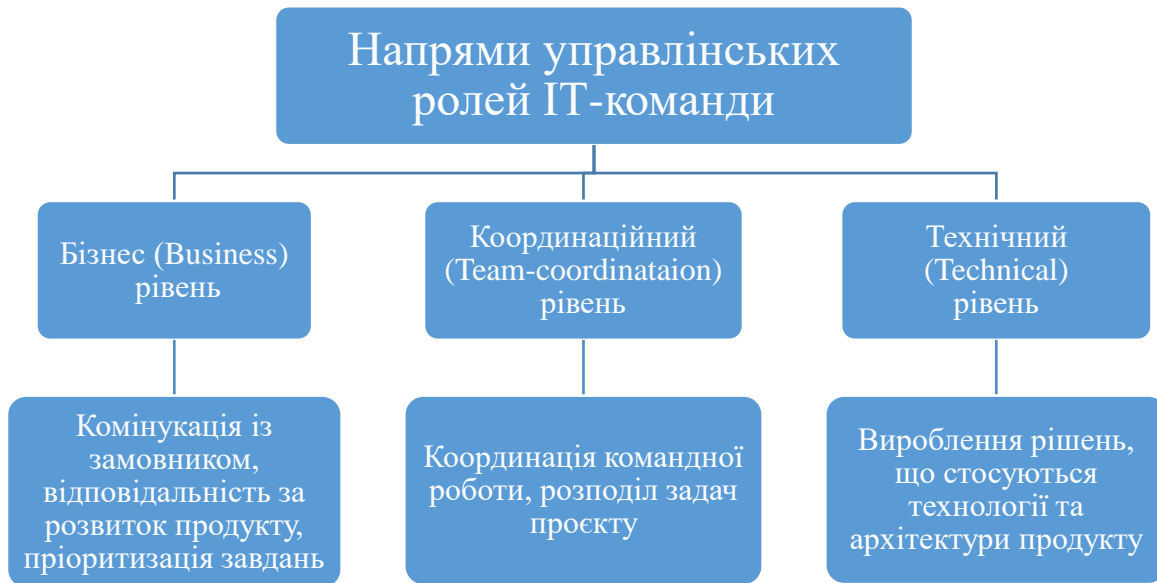 Напрями управлінських
ролей ІТ-команди
Бізнес (Business)
рівень
Координаційний
(Team-coordinataion)
рівень
Технічний
(Technical)
рівень
Комінукація із
замовником,
відповідальність за
розвиток продукту,
пріоритизація завдань
Координація командної
роботи, розподіл задач
проєкту
Вироблення рішень,
що стосуються
технології та
архітектури продукту